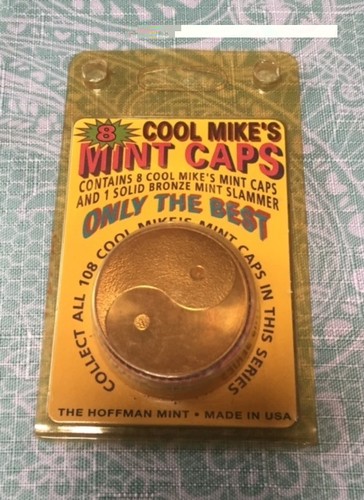 8 COOL MIKE'S
MINT CAPS
CONTAINS 8 COOL MIKE'S MINT CAPS
AND 1 SOLID BRONZE MINT SLAMMER
ONLY THE BEST
COLLECT ALL 108 COOL MIKE'S MINT CAPS IN THIS SERIES
THE HOFFMAN MINT • MADE IN USA